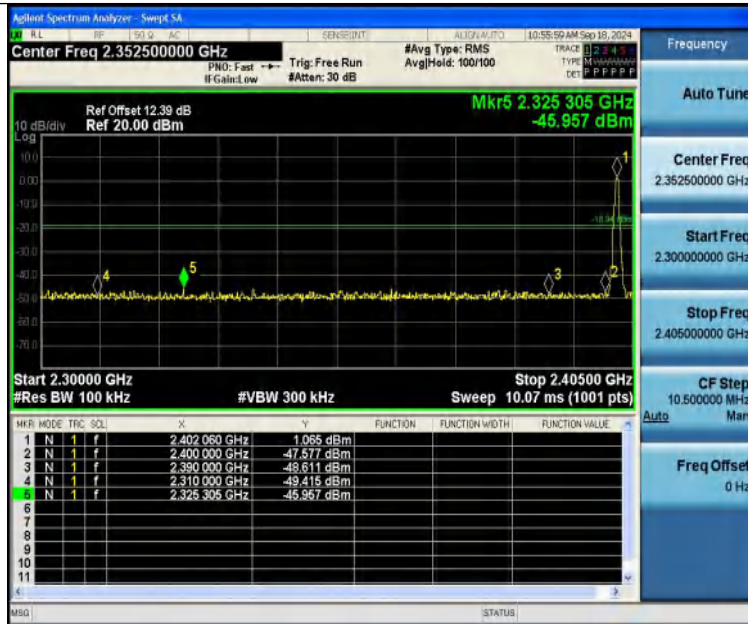 Agilent Spectrum Analyzer - Swept SA
RL RF 50 Ω AC SENSE:INT ALIGN AUTO 10:55:59 AM Sep 18, 2024
Center Freq 2.352500000 GHz
PNO: Fast
IFGain:Low
Trig: Free Run
#Atten: 30 dB
#Avg Type: RMS
Avg|Hold: 100/100
TRACE 1 2 3 4 5
TYPE M
DET P P P P P P
Mkr5 2.325 305 GHz
-45.957 dBm
Ref Offset 12.39 dB
10 dB/div Ref 20.00 dBm
Log
10.0
0.00
-10.0
-20.0
-30.0
-40.0
-50.0
-60.0
-70.0
1
2
3
4
5
Start 2.30000 GHz Stop 2.40500 GHz
#Res BW 100 kHz #VBW 300 kHz Sweep 10.07 ms (1001 pts)
MKR MODE TRC SCL X Y FUNCTION FUNCTION WIDTH FUNCTION VALUE
1 N 1 f 2.402 060 GHz 1.065 dBm
2 N 1 f 2.400 000 GHz -47.577 dBm
3 N 1 f 2.390 000 GHz -48.611 dBm
4 N 1 f 2.310 000 GHz -49.415 dBm
5 N 1 f 2.325 305 GHz -45.957 dBm
6
7
8
9
10
11
MSG STATUS
Frequency
Auto Tune
Center Freq
2.352500000 GHz
Start Freq
2.300000000 GHz
Stop Freq
2.405000000 GHz
CF Step
10.500000 MHz
Auto Man
Freq Offset
0 Hz